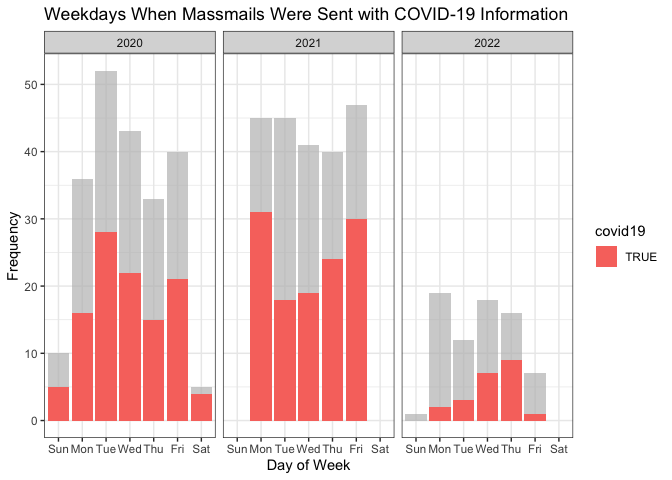 Weekdays When Massmails Were Sent with COVID-19 Information
2020 2021 2022
50
40
30
20
10
0
Frequency
Sun Mon Tue Wed Thu Fri Sat Sun Mon Tue Wed Thu Fri Sat Sun Mon Tue Wed Thu Fri Sat
Day of Week
covid19
TRUE